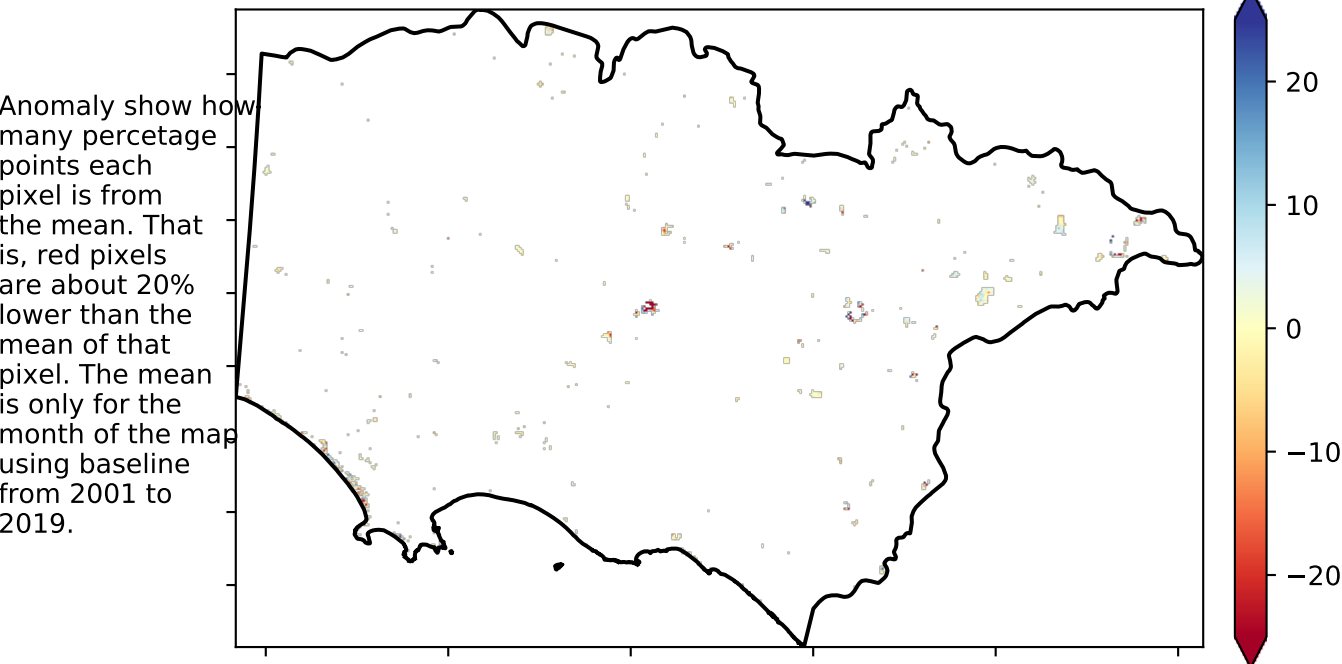 Anomaly show how
many percetage
points each
pixel is from
the mean. That
is, red pixels
are about 20%
lower than the
mean of that
pixel. The mean
is only for the
month of the map
using baseline
from 2001 to
2019.
20
10
0
−10
−20